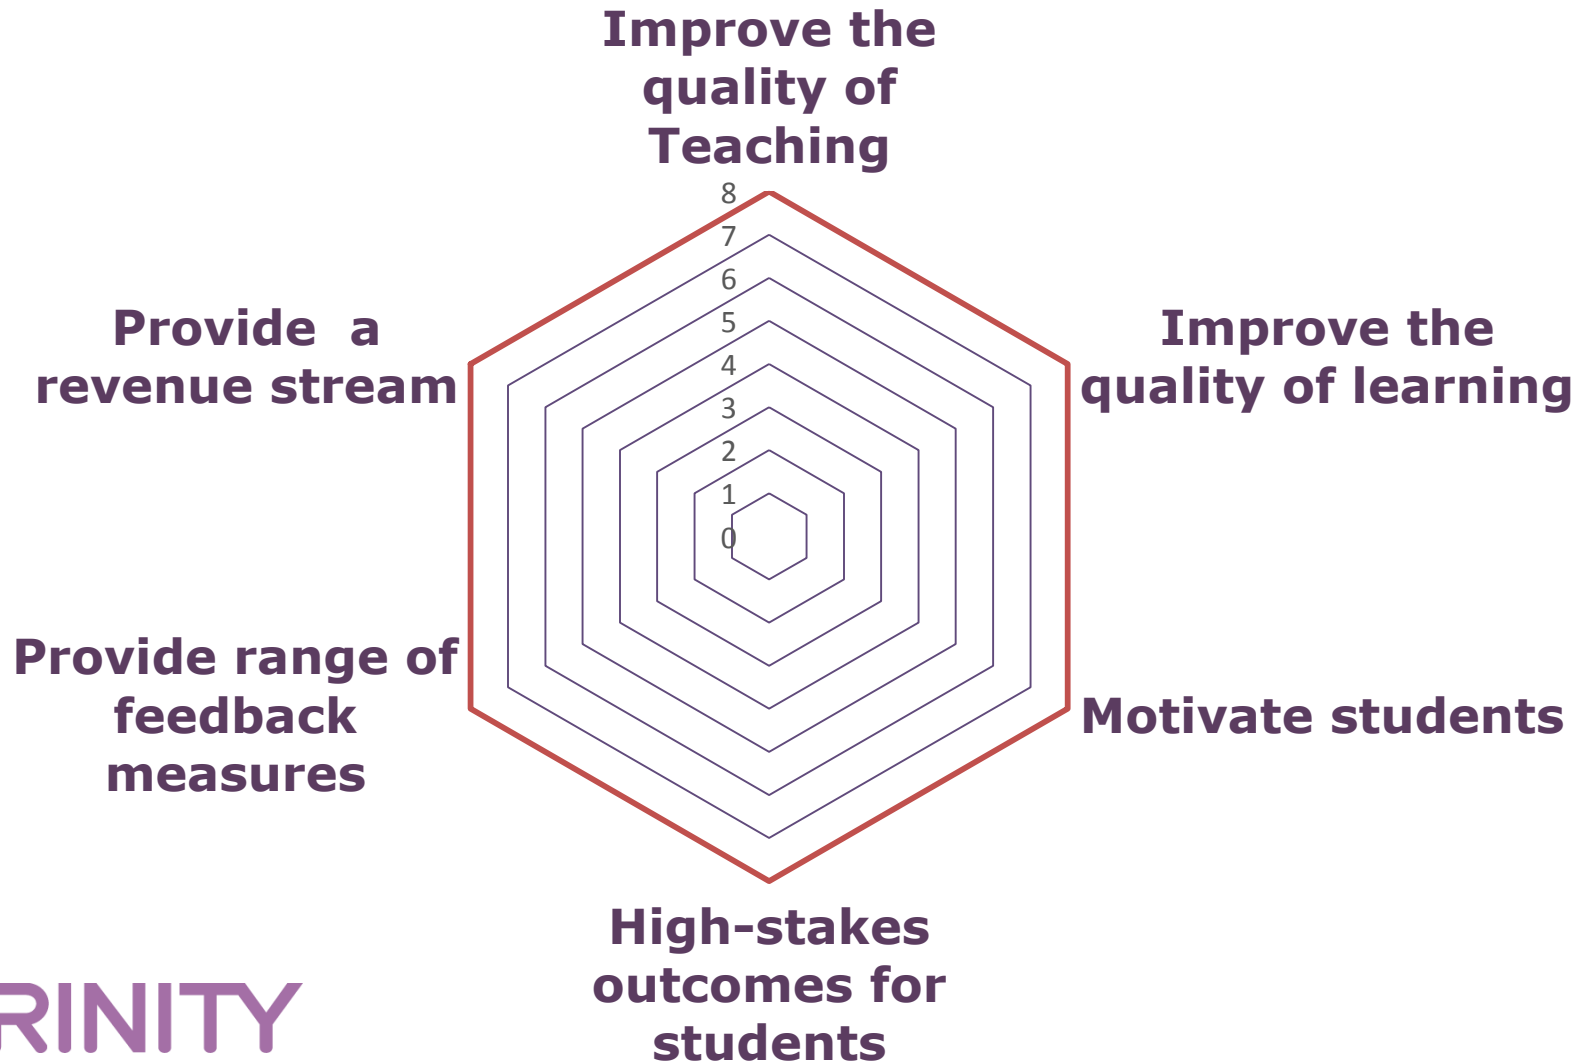 Improve the
quality of
Teaching
8
7
6
5
4
3
2
1
0
Provide  a
revenue stream
Improve the
quality of learning
Provide range of
feedback
measures
Motivate students
High-stakes
outcomes for
students
RINITY